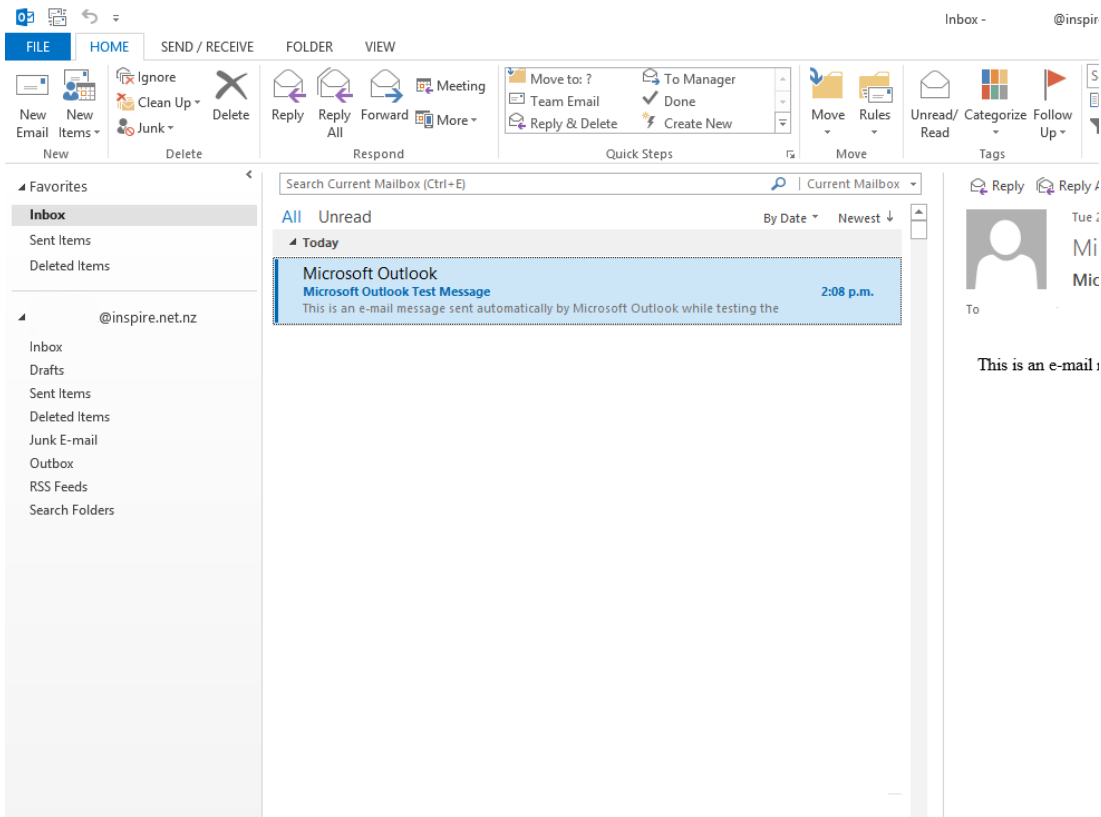 Inbox - @inspire
FILE HOME SEND / RECEIVE FOLDER VIEW
New Email
New Items
Ignore
Clean Up
Junk
Delete
Reply
Reply All
Forward
Meeting
More
Move to: ?
Team Email
Reply & Delete
To Manager
Done
Create New
Move
Rules
Unread/ Read
Categorize
Follow Up
S
New Delete Respond Quick Steps Move Tags
Favorites
Inbox
Sent Items
Deleted Items
@inspire.net.nz
Inbox
Drafts
Sent Items
Deleted Items
Junk E-mail
Outbox
RSS Feeds
Search Folders
Search Current Mailbox (Ctrl+E) Current Mailbox
All Unread By Date Newest
Today
Microsoft Outlook
Microsoft Outlook Test Message 2:08 p.m.
This is an e-mail message sent automatically by Microsoft Outlook while testing the
Reply Reply A
Tue 2
Mi
Mic
To
This is an e-mail